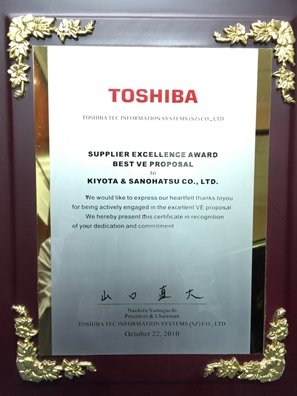 TOSHIBA
TOSHIBA TEC INFORMATION SYSTEMS (SZ) CO., LTD
SUPPLIER EXCELLENCE AWARD
BEST VE PROPOSAL
to
KIYOTA & SANOHATSU CO., LTD.
We would like to express our heartfelt thanks toyou
for being actively engaged in the excellent VE proposal
We hereby present this certificate in recognition
of your dedication and commitment
山口直大
Naohiro Yamaguchi
President & Chairman
TOSHIBA TEC INFORMATION SYSTEMS (SZ) CO., LTD
October 22, 2010